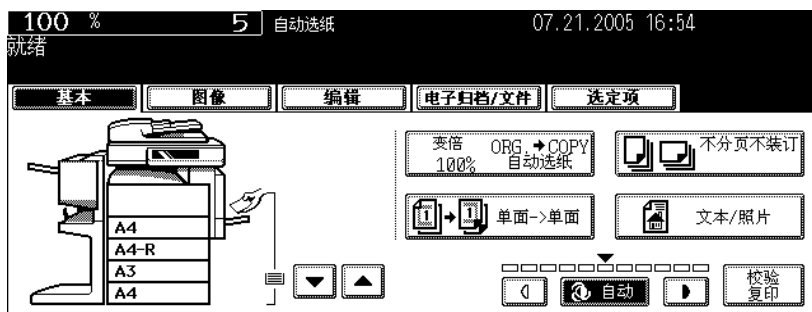 100 % 5 自动选纸 07.21.2005 16:54
就绪
基本 图像 编辑 电子归档/文件 选定项
变倍 ORG.➔COPY
100% 自动选纸
不分页不装订
1 ➔ 1 单面->单面
文本/照片
A4
A4-R
A3
A4
自动
校验
复印